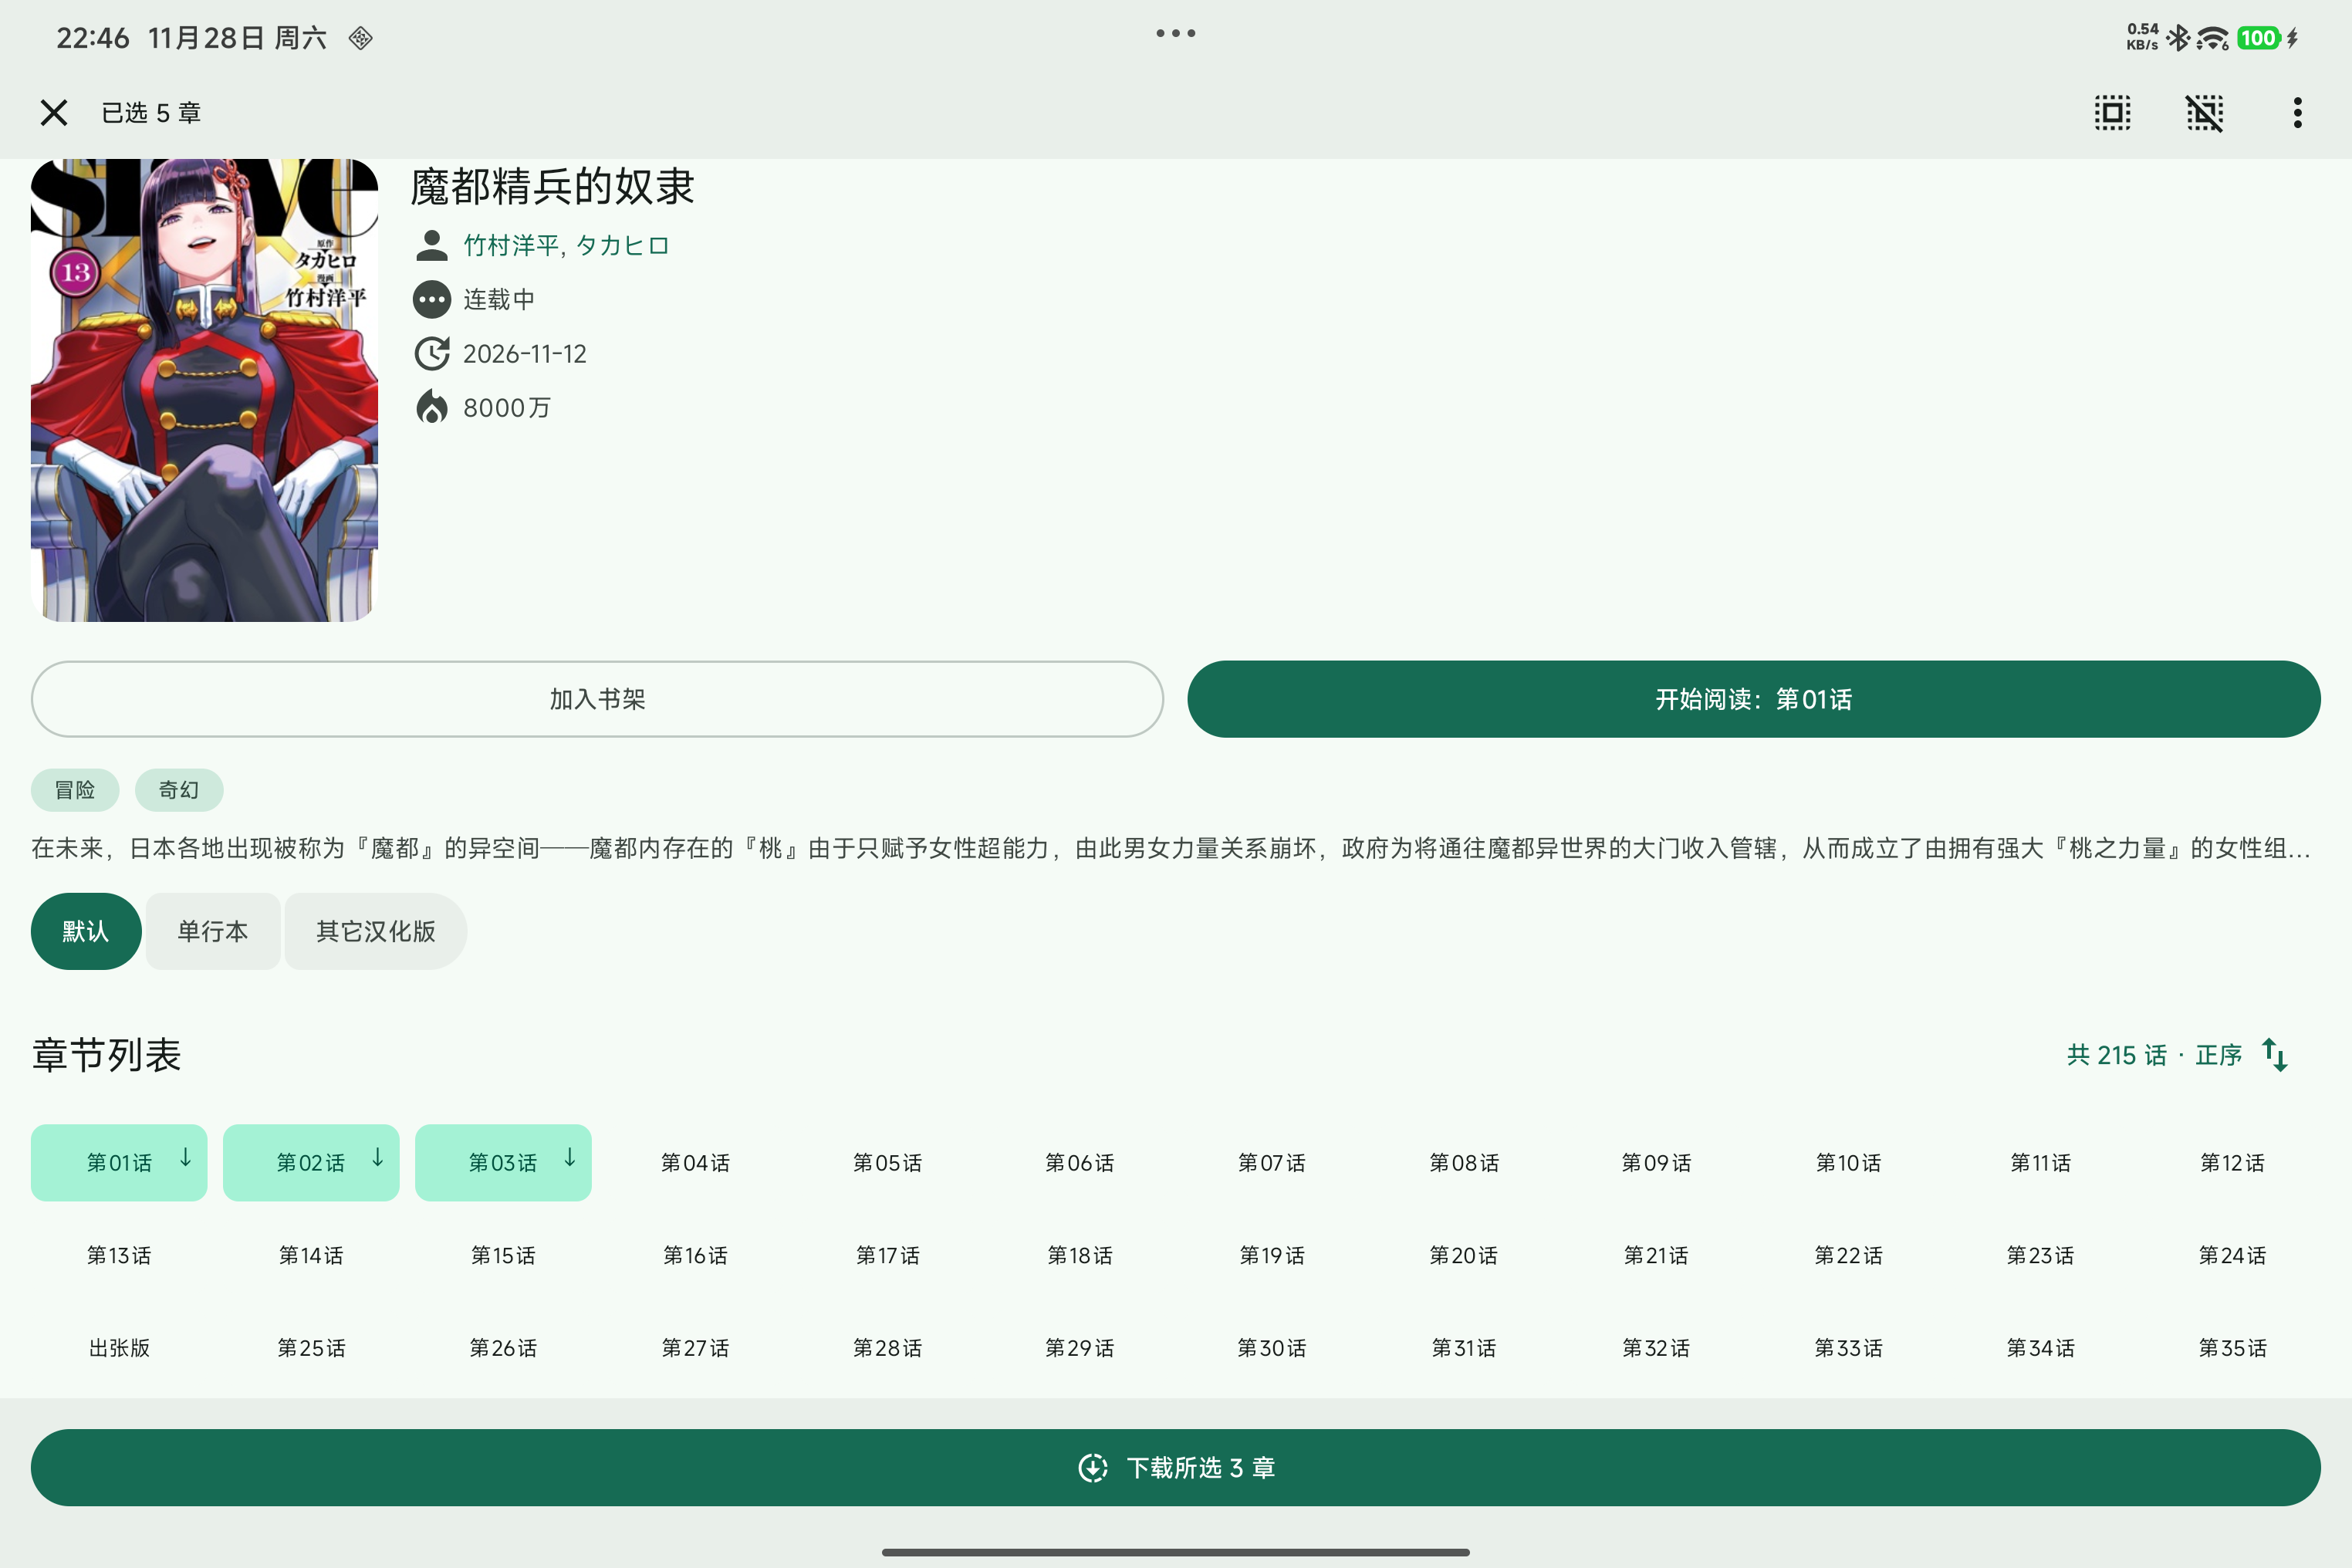 22:46 11月28日 周六
0.54 KB/s
6
100
已选 5 章
slave
13
原作
タカヒロ
漫画
竹村洋平
魔都精兵的奴隶
竹村洋平, タカヒロ
连载中
2026-11-12
8000万
加入书架
开始阅读：第01话
冒险 奇幻
在未来，日本各地出现被称为『魔都』的异空间——魔都内存在的『桃』由于只赋予女性超能力，由此男女力量关系崩坏，政府为将通往魔都异世界的大门收入管辖，从而成立了由拥有强大『桃之力量』的女性组...
默认 单行本 其它汉化版
章节列表
共 215 话 · 正序
第01话 ↓ 第02话 ↓ 第03话 ↓ 第04话 第05话 第06话 第07话 第08话 第09话 第10话 第11话 第12话
第13话 第14话 第15话 第16话 第17话 第18话 第19话 第20话 第21话 第22话 第23话 第24话
出张版 第25话 第26话 第27话 第28话 第29话 第30话 第31话 第32话 第33话 第34话 第35话
下载所选 3 章